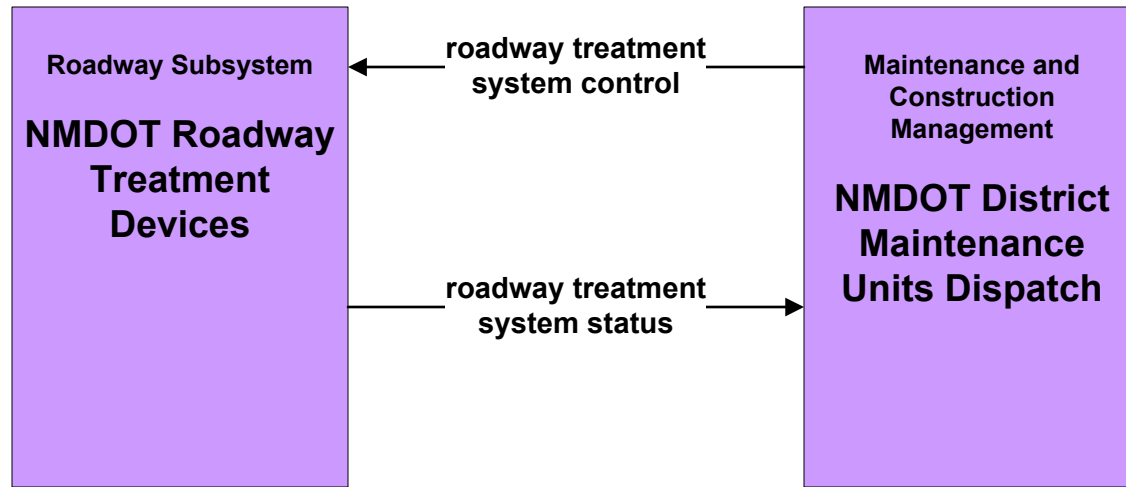 Roadway Subsystem
NMDOT Roadway
Treatment
Devices
roadway treatment
system control
roadway treatment
system status
Maintenance and
Construction
Management
NMDOT District
Maintenance
Units Dispatch